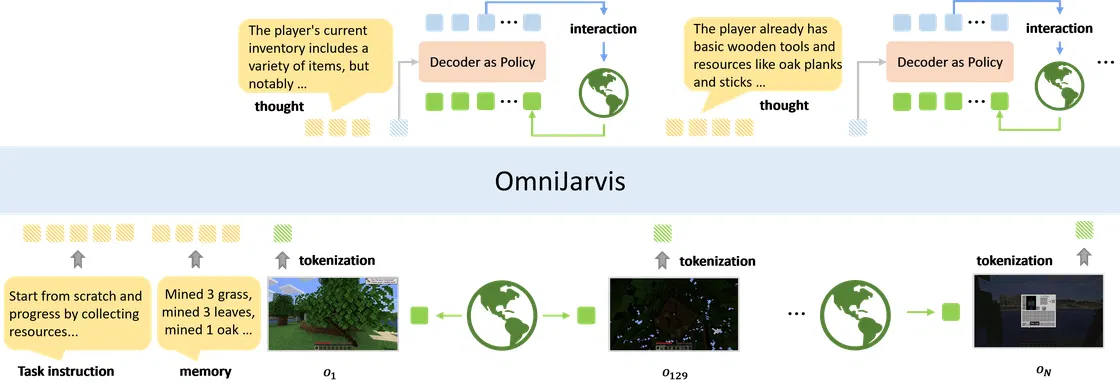 The player's current
inventory includes a
variety of items, but
notably ...
thought
Decoder as Policy
interaction
The player already has
basic wooden tools and
resources like oak planks
and sticks ...
thought
Decoder as Policy
interaction
...
OmniJarvis
tokenization
tokenization
tokenization
Start from scratch and
progress by collecting
resources...
Mined 3 grass,
mined 3 leaves,
mined 1 oak ...
...
Task instruction
memory
o₁
o₁₂₉
o_N